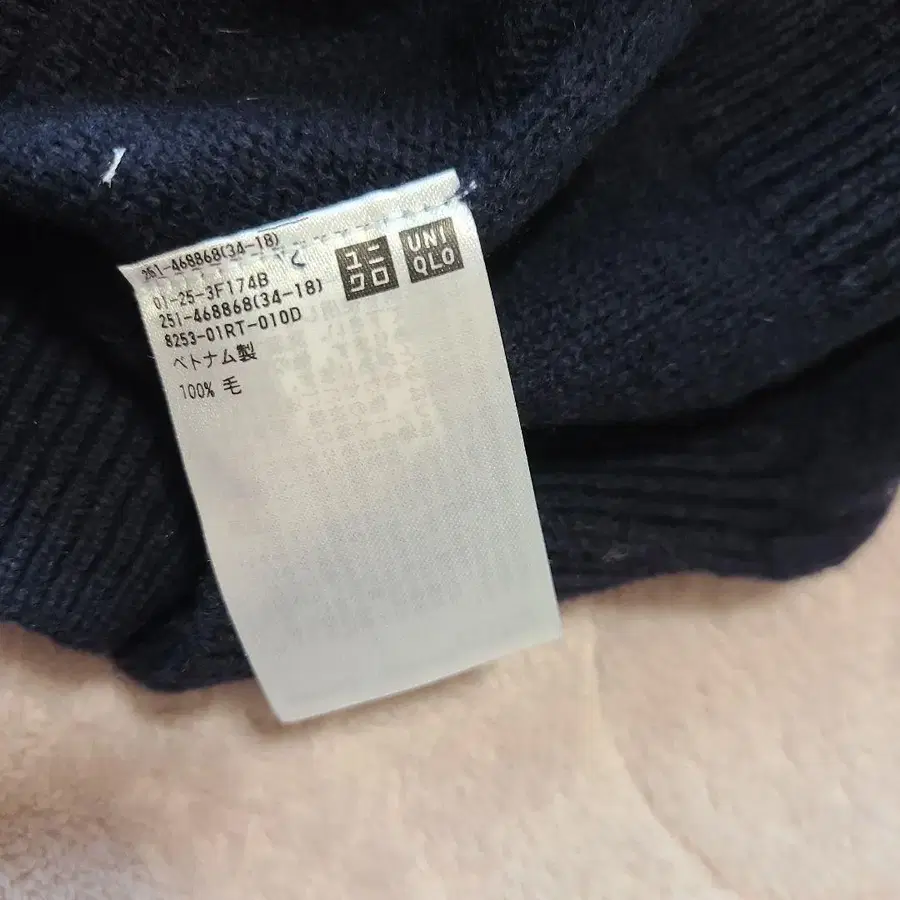 251-468868(34-18)
ユニ
クロ
UNI
QLO
01-25-3F174B
251-468868(34-18)
8253-01RT-010D
ベトナム製
100% 毛